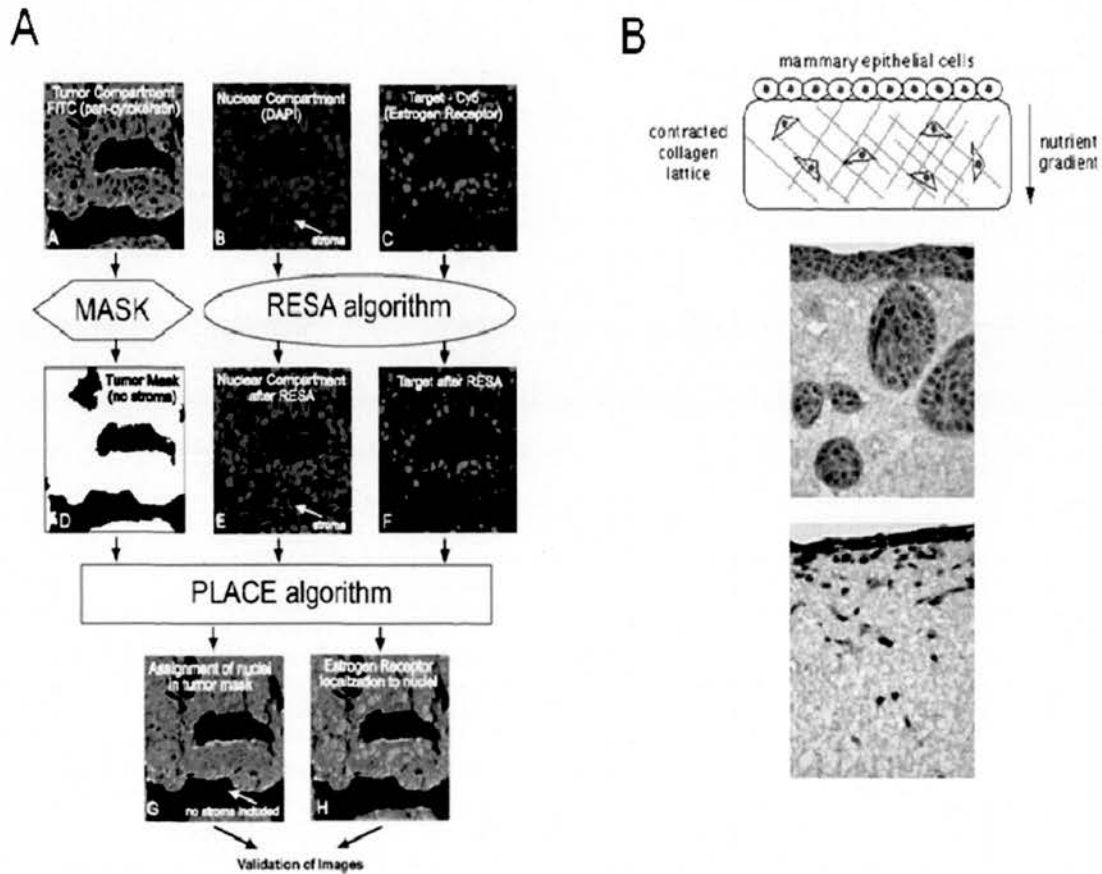 A
Tumor Compartment
FITC (pan-cytokeratin)
A
Nuclear Compartment
(DAPI)
stroma
B
Target - Cy5
(Estrogen Receptor)
C
MASK
RESA algorithm
Tumor Mask
(no stroma)
D
Nuclear Compartment
after RESA
stroma
E
Target after RESA
F
PLACE algorithm
Assignment of nuclei
in tumor mask
no stroma included
G
Estrogen Receptor
localization to nuclei
H
Validation of Images
B
mammary epithelial cells
contracted
collagen
lattice
nutrient
gradient